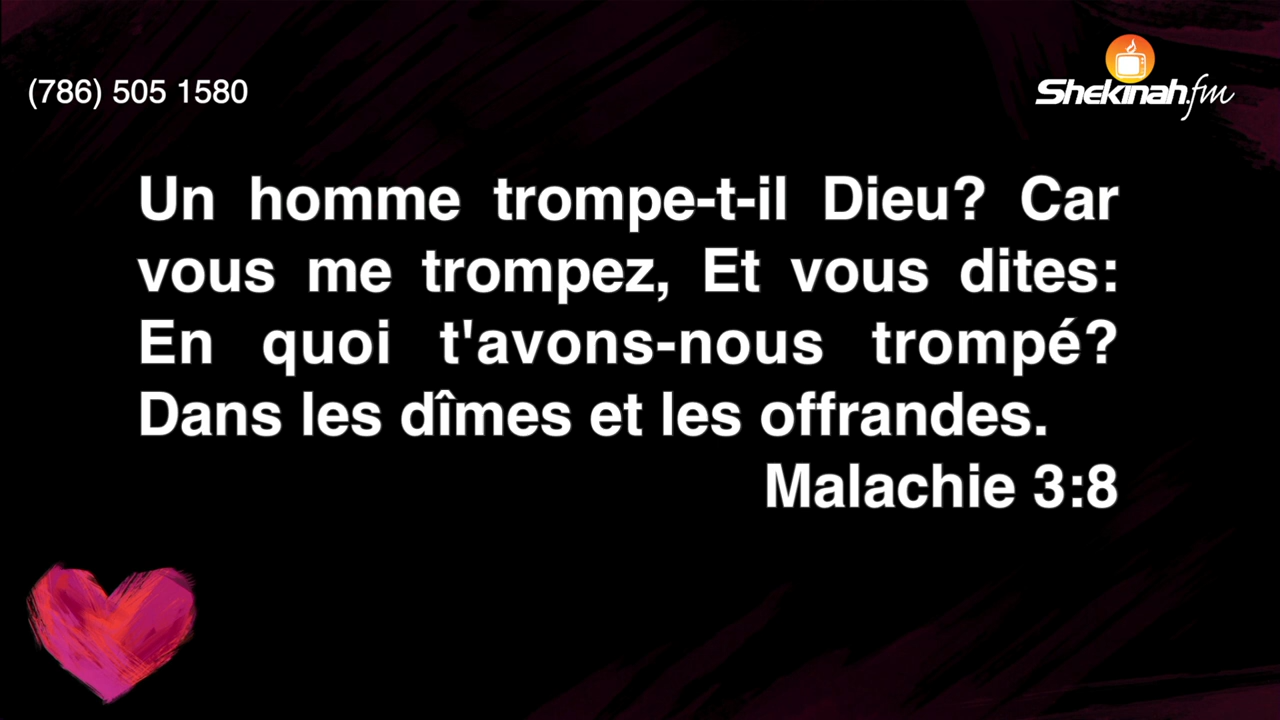 (786) 505 1580
Shekinah.fm
Un homme trompe-t-il Dieu? Car
vous me trompez, Et vous dites:
En quoi t'avons-nous trompé?
Dans les dîmes et les offrandes.
Malachie 3:8